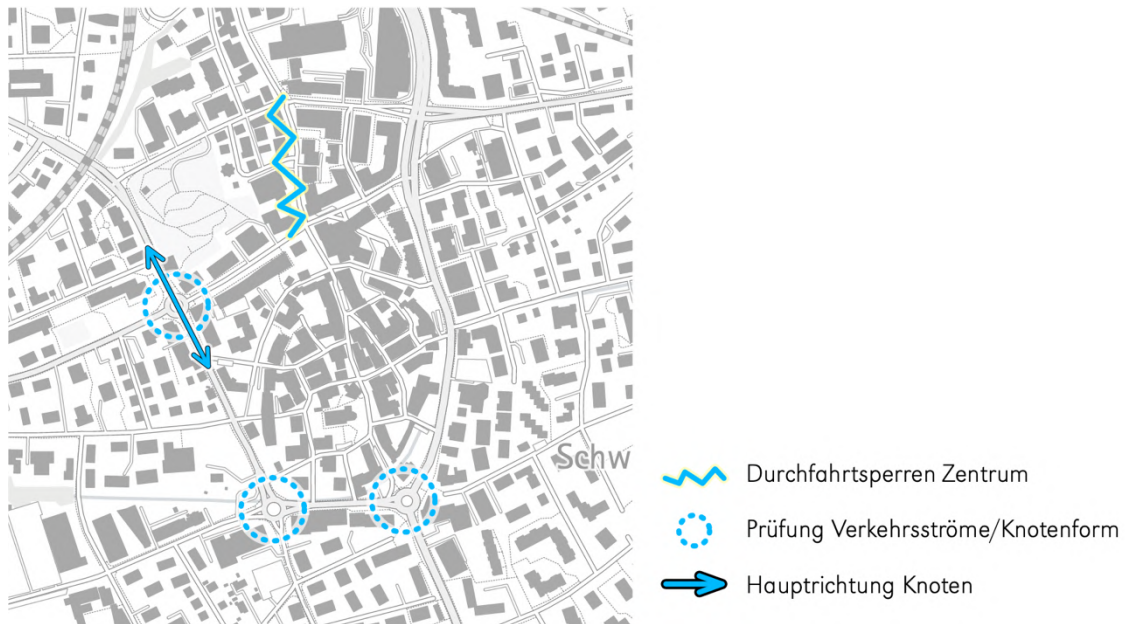 Schw
Durchfahrtsperren Zentrum
Prüfung Verkehrsströme/Knotenform
Hauptrichtung Knoten